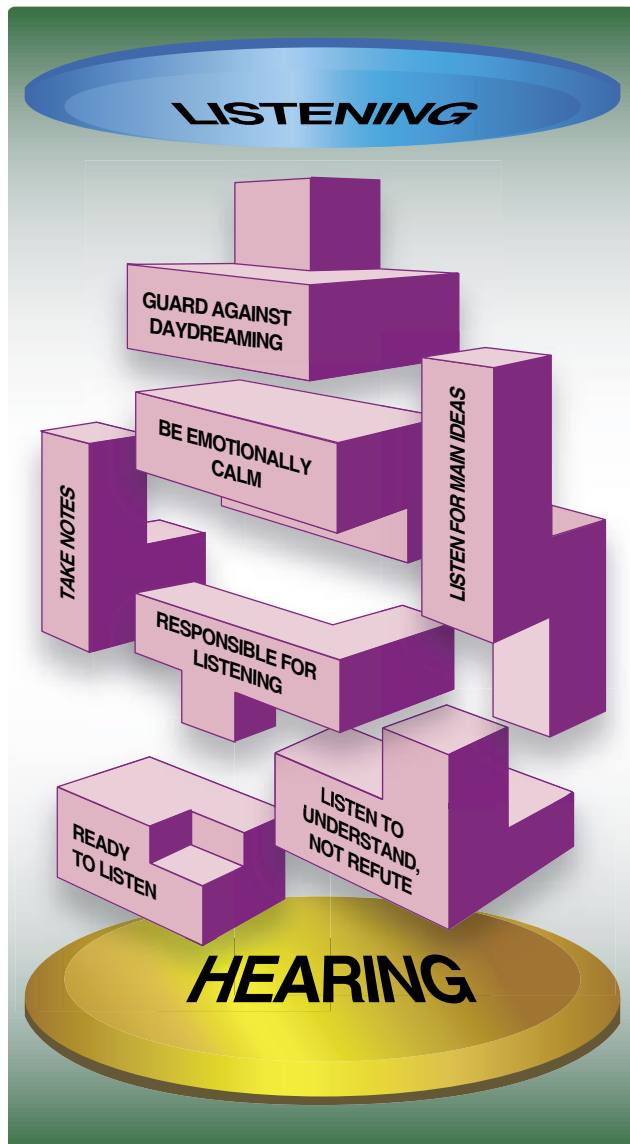 LISTENING
GUARD AGAINST
DAYDREAMING
BE EMOTIONALLY
CALM
LISTEN FOR MAIN IDEAS
TAKE NOTES
RESPONSIBLE FOR
LISTENING
LISTEN TO
UNDERSTAND,
NOT REFUTE
READY
TO LISTEN
HEARING